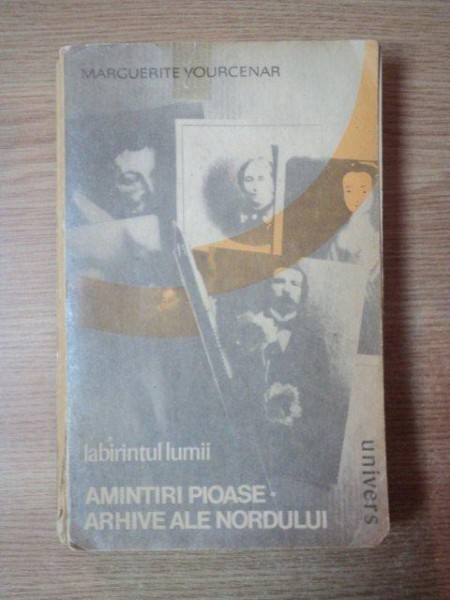 MARGUERITE YOURCENAR
labirintul lumii
AMINTIRI PIOASE •
ARHIVE ALE NORDULUI
univers